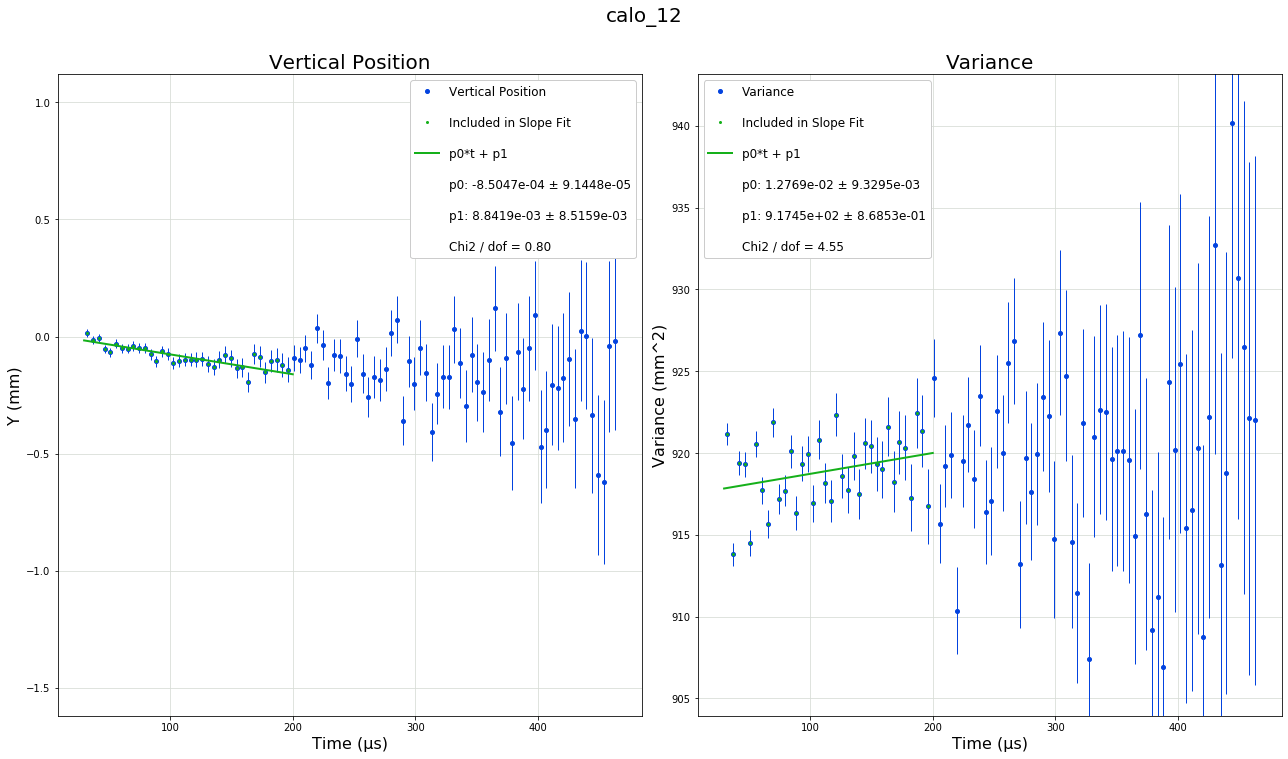 calo_12
Vertical Position
Vertical Position
Included in Slope Fit
p0*t + p1
p0: -8.5047e-04 ± 9.1448e-05
p1: 8.8419e-03 ± 8.5159e-03
Chi2 / dof = 0.80
1.0
0.5
0.0
−0.5
−1.0
−1.5
Y (mm)
100
200
300
400
Time (μs)
Variance
Variance
Included in Slope Fit
p0*t + p1
p0: 1.2769e-02 ± 9.3295e-03
p1: 9.1745e+02 ± 8.6853e-01
Chi2 / dof = 4.55
940
935
930
925
920
915
910
905
Variance (mm^2)
100
200
300
400
Time (μs)